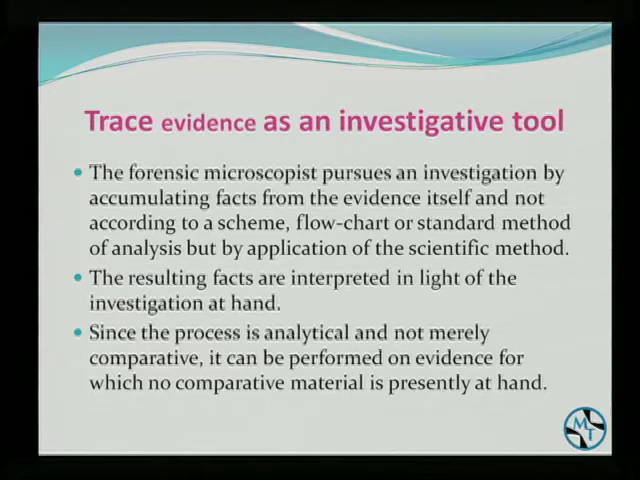 Trace evidence as an investigative tool
• The forensic microscopist pursues an investigation by
accumulating facts from the evidence itself and not
according to a scheme, flow-chart or standard method
of analysis but by application of the scientific method.
• The resulting facts are interpreted in light of the
investigation at hand.
• Since the process is analytical and not merely
comparative, it can be performed on evidence for
which no comparative material is presently at hand.
MT